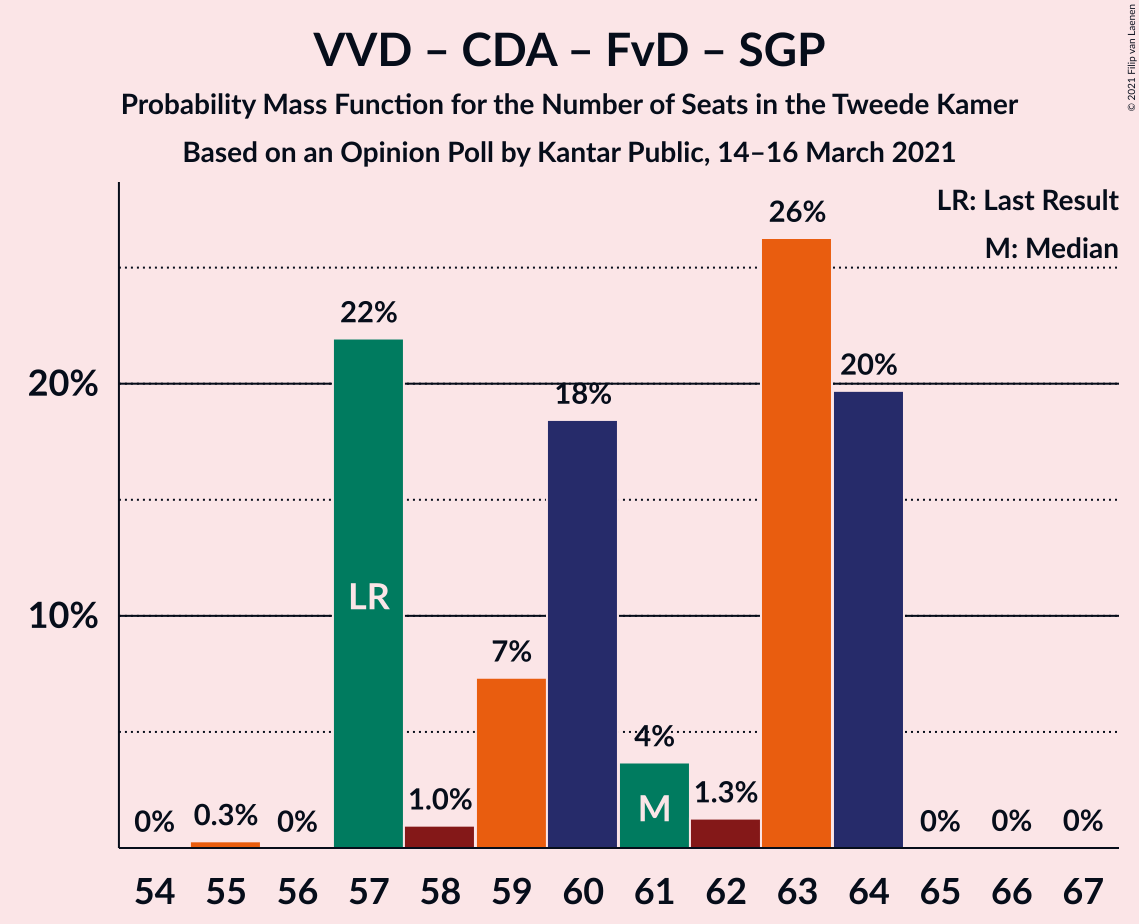 VVD – CDA – FvD – SGP
Probability Mass Function for the Number of Seats in the Tweede Kamer
Based on an Opinion Poll by Kantar Public, 14–16 March 2021
© 2021 Filip van Laenen
LR: Last Result
M: Median
26%
22%
20%
20%
18%
LR
10%
7%
4%
M
0% 0.3% 0% 1.0% 1.3% 0% 0% 0%
54 55 56 57 58 59 60 61 62 63 64 65 66 67